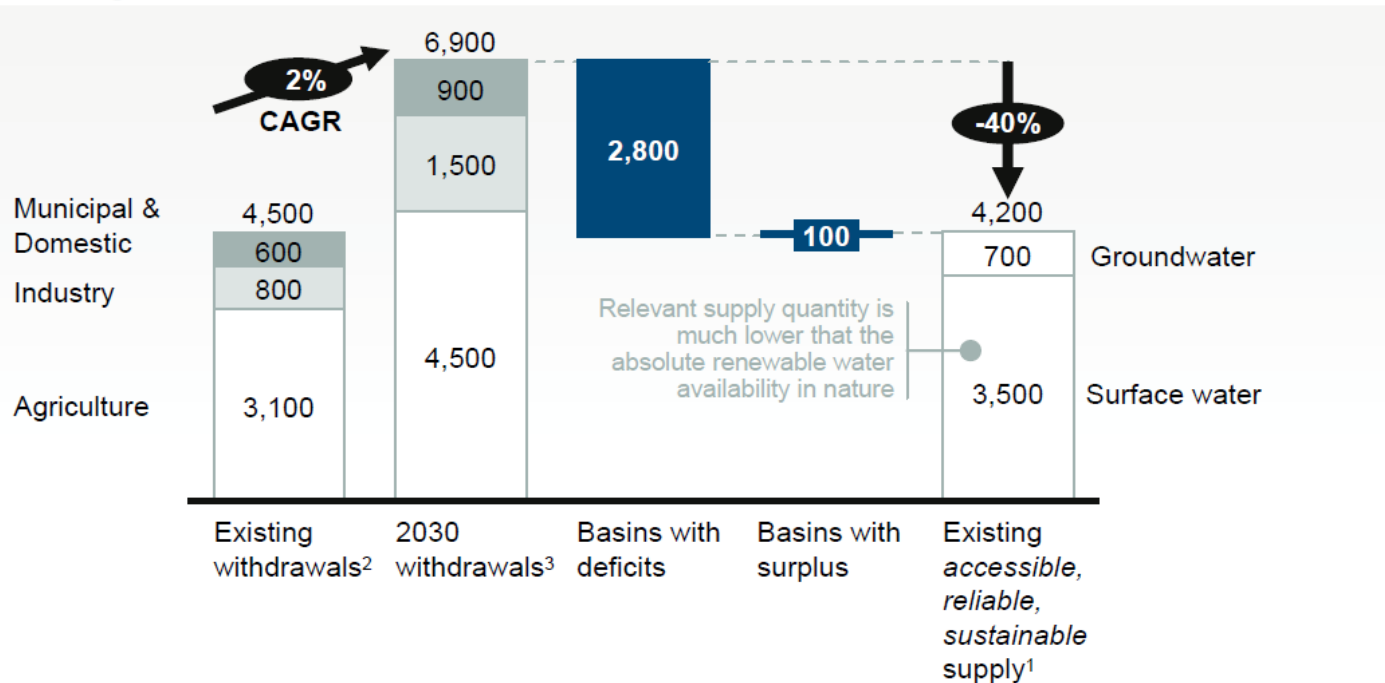 6,900
2%
900
CAGR
-40%
2,800
1,500
Municipal &
Domestic
4,500
4,200
600
100
700
Groundwater
Industry
800
Relevant supply quantity is
much lower that the
absolute renewable water
availability in nature
4,500
Agriculture
3,100
3,500
Surface water
Existing
withdrawals²
2030
withdrawals³
Basins with
deficits
Basins with
surplus
Existing
accessible,
reliable,
sustainable
supply¹